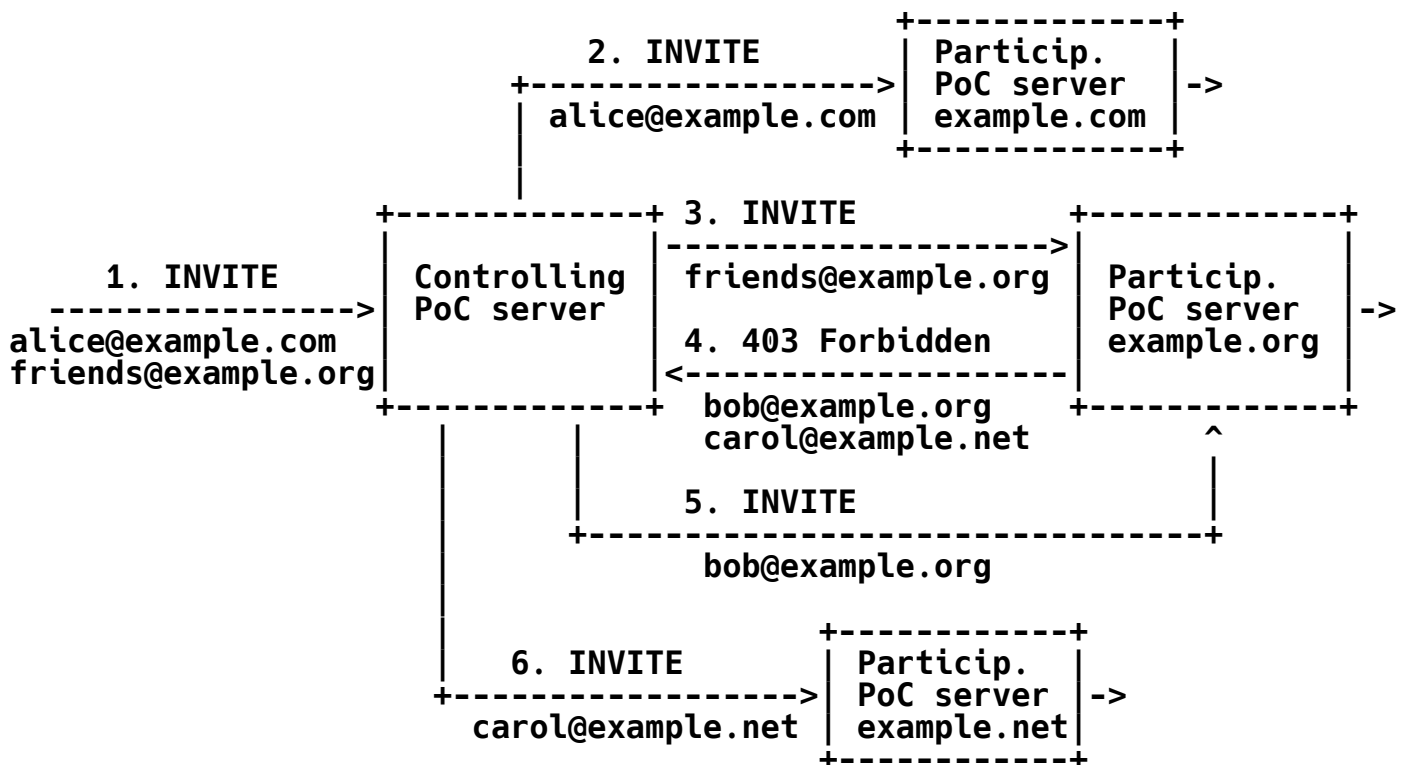 2. INVITE
alice@example.com
Particip.
PoC server
example.com
1. INVITE
alice@example.com
friends@example.org
Controlling
PoC server
3. INVITE
friends@example.org
4. 403 Forbidden
bob@example.org
carol@example.net
Particip.
PoC server
example.org
5. INVITE
bob@example.org
6. INVITE
carol@example.net
Particip.
PoC server
example.net